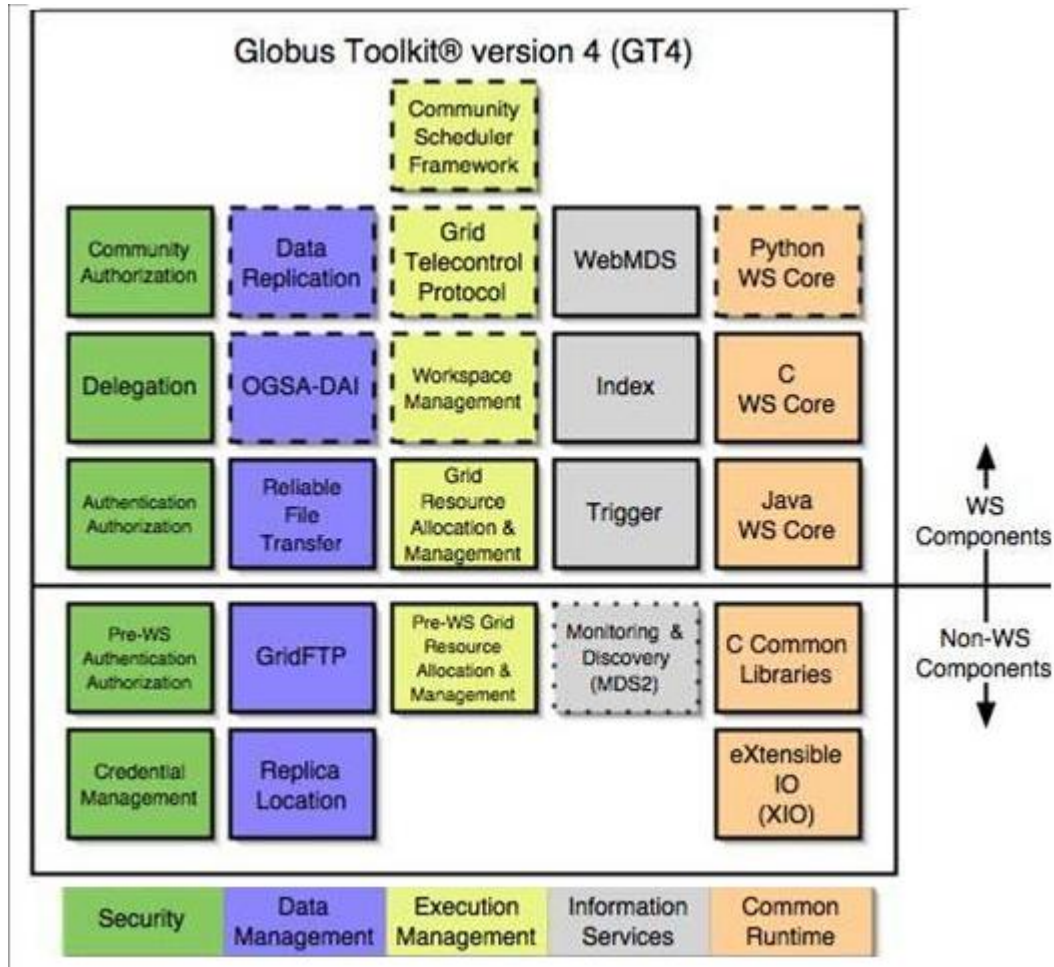 Globus Toolkit® version 4 (GT4)
Community
Scheduler
Framework
Community
Authorization
Data
Replication
Grid
Telecontrol
Protocol
WebMDS
Python
WS Core
Delegation
OGSA-DAI
Workspace
Management
Index
C
WS Core
Authentication
Authorization
Reliable
File
Transfer
Grid
Resource
Allocation &
Management
Trigger
Java
WS Core
WS
Components
Pre-WS
Authentication
Authorization
GridFTP
Pre-WS Grid
Resource
Allocation &
Management
Monitoring &
Discovery
(MDS2)
C Common
Libraries
Non-WS
Components
Credential
Management
Replica
Location
eXtensible
IO
(XIO)
Security
Data
Management
Execution
Management
Information
Services
Common
Runtime